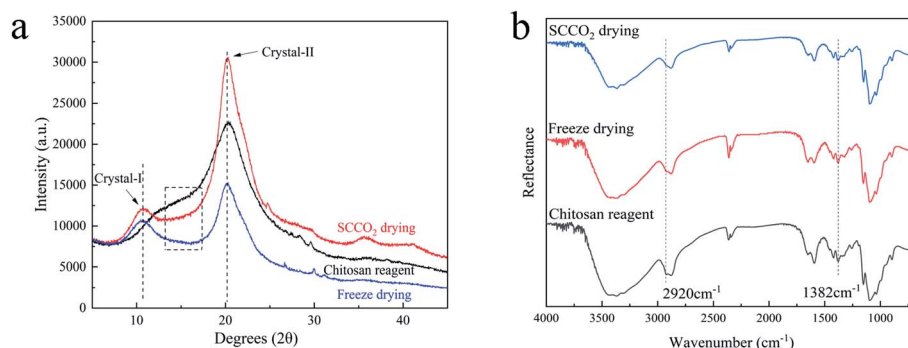 a
35000
30000
25000
20000
15000
10000
5000
0
Intensity (a.u.)
10
20
30
40
Degrees (2θ)
Crystal-II
Crystal-I
SCCO₂ drying
Chitosan reagent
Freeze drying
b
SCCO₂ drying
Freeze drying
Chitosan reagent
2920cm⁻¹
1382cm⁻¹
Reflectance
4000
3500
3000
2500
2000
1500
1000
Wavenumber (cm⁻¹)